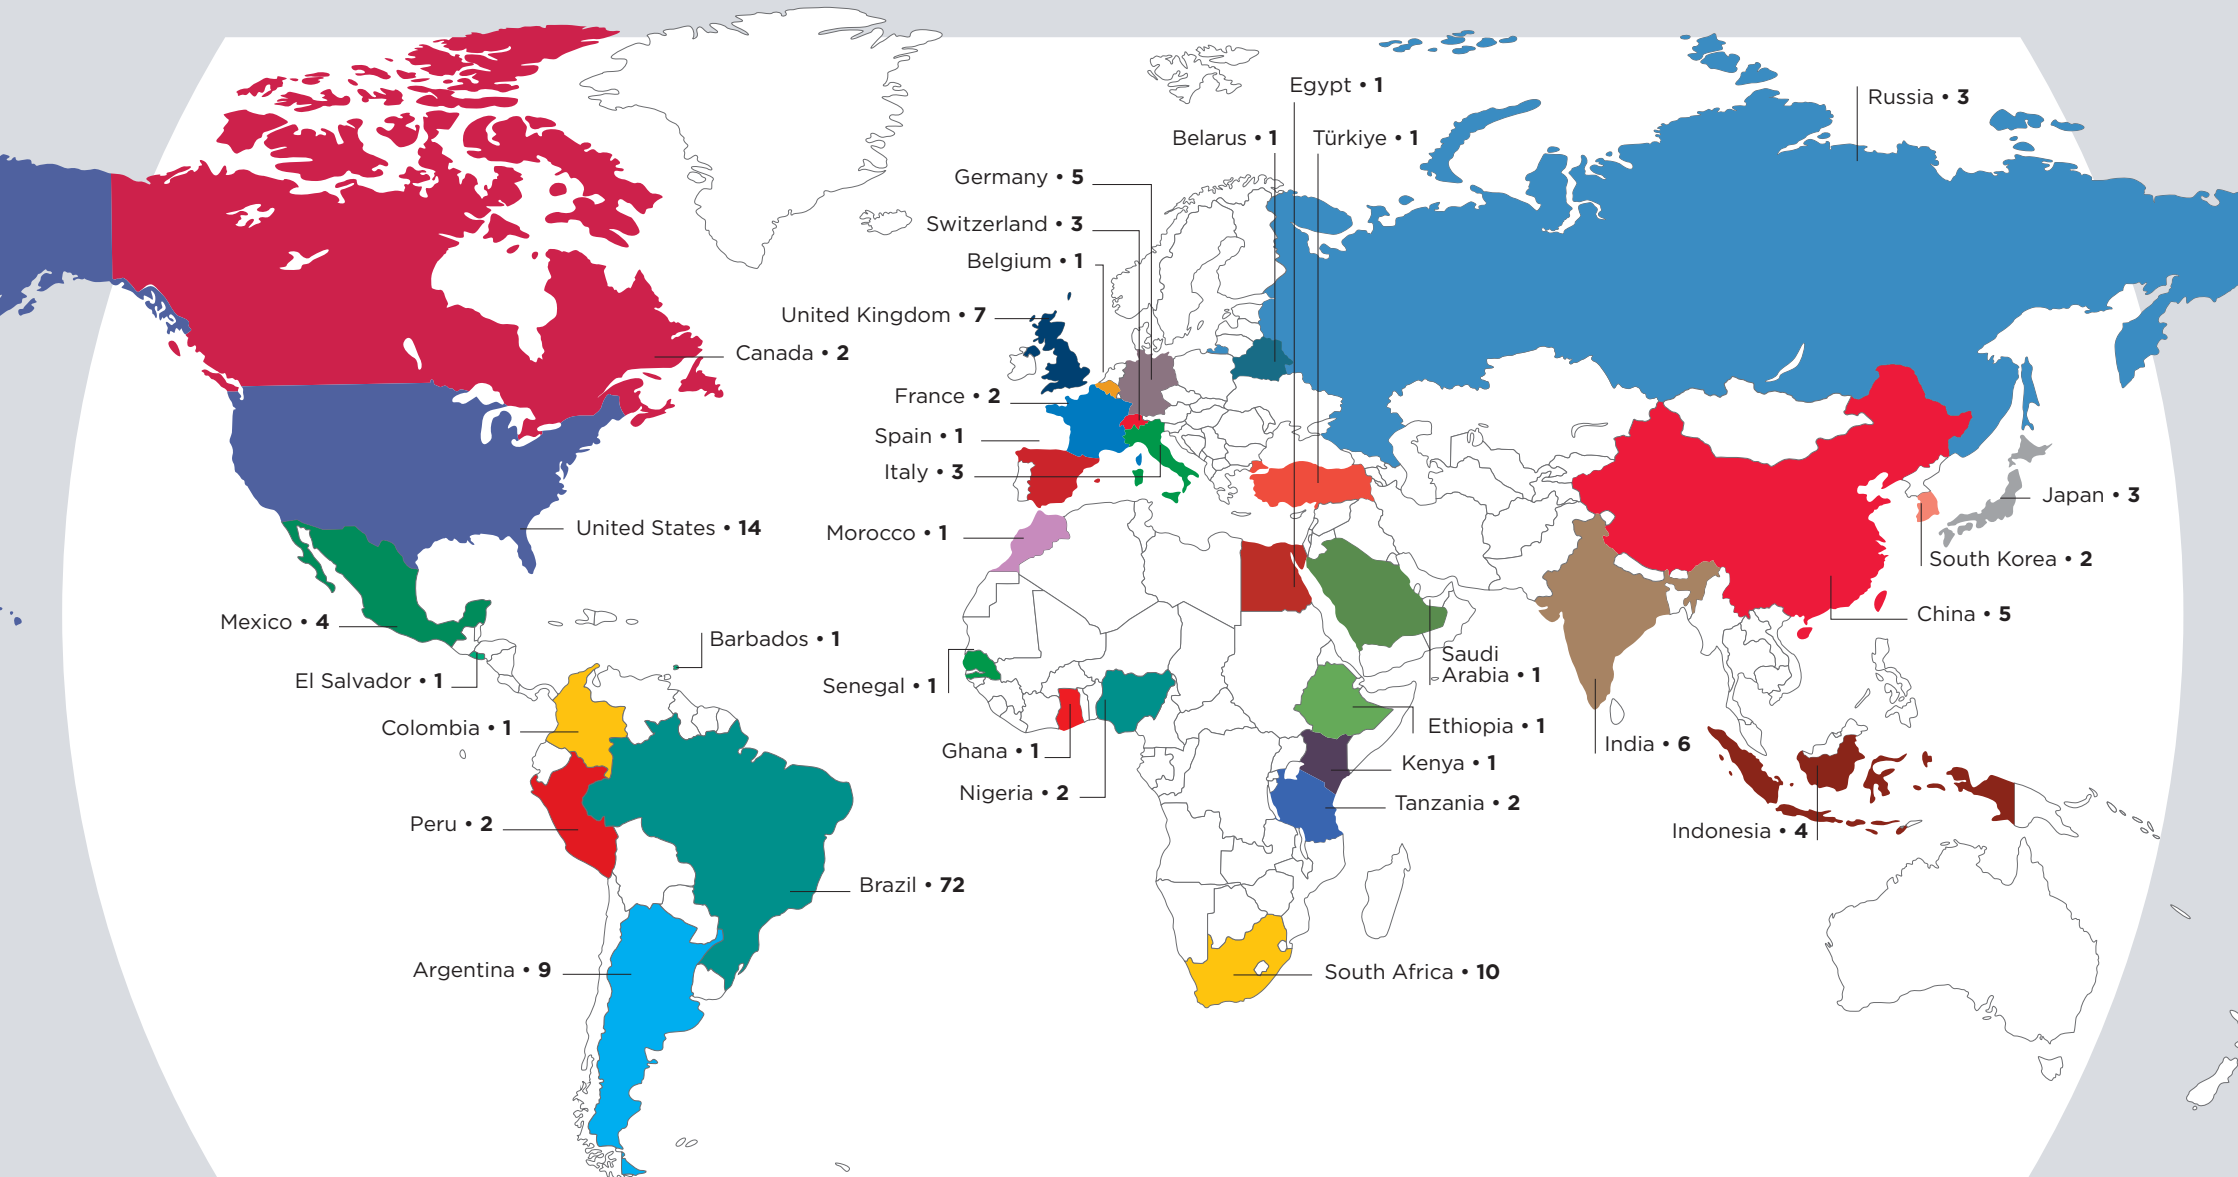 Egypt • 1
Russia • 3
Belarus • 1
Türkiye • 1
Germany • 5
Switzerland • 3
Belgium • 1
United Kingdom • 7
Canada • 2
France • 2
Spain • 1
Italy • 3
Japan • 3
United States • 14
Morocco • 1
South Korea • 2
China • 5
Mexico • 4
Barbados • 1
Saudi
Arabia • 1
El Salvador • 1
Senegal • 1
Colombia • 1
Ethiopia • 1
Ghana • 1
India • 6
Kenya • 1
Nigeria • 2
Tanzania • 2
Peru • 2
Indonesia • 4
Brazil • 72
Argentina • 9
South Africa • 10